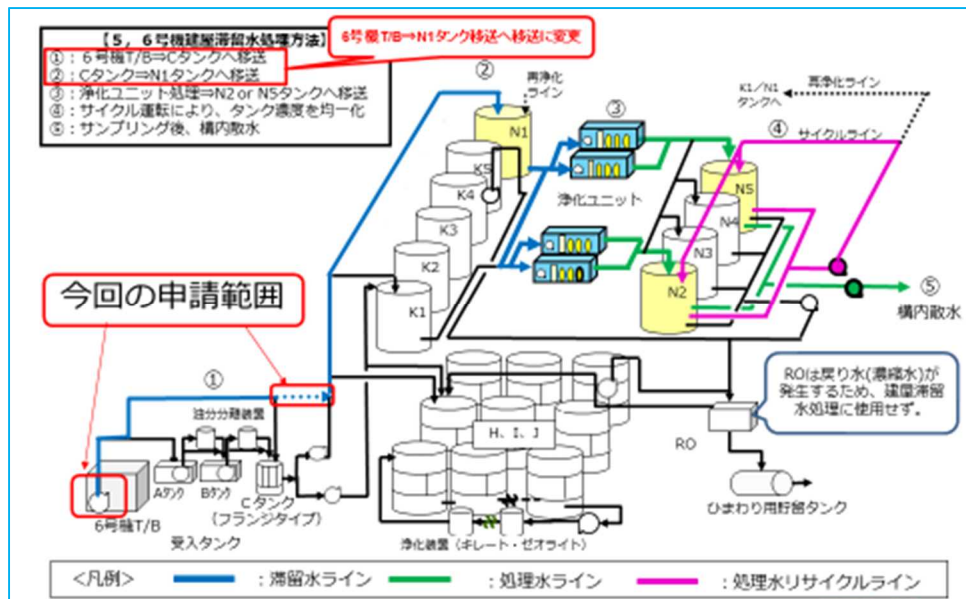 【5，6号機建屋滞留水処理方法】
①：6号機T/B⇒Cタンクへ移送
②：Cタンク⇒N1タンクへ移送
③：浄化ユニット処理⇒N2 or N5タンクへ移送
④：サイクル運転により、タンク濃度を均一化
⑤：サンプリング後、構内散水
6号機T/B⇒N1タンク移送へ移送に変更
②
再浄化
ライン
N1
K5
K4
K3
K2
K1
③
浄化ユニット
K1／N1
タンクへ
再浄化ライン
④
サイクルライン
N5
N4
N3
N2
⑤
構内散水
今回の申請範囲
①
油分分離装置
Aタンク
Bタンク
Cタンク
(フランジタイプ)
6号機T/B
受入タンク
H、I、J
浄化装置（キレート・ゼオライト）
RO
ROは戻り水(濃縮水)が
発生するため、建屋滞留
水処理に使用せず。
ひまわり用貯留タンク
＜凡例＞
：滞留水ライン
：処理水ライン
：処理水リサイクルライン